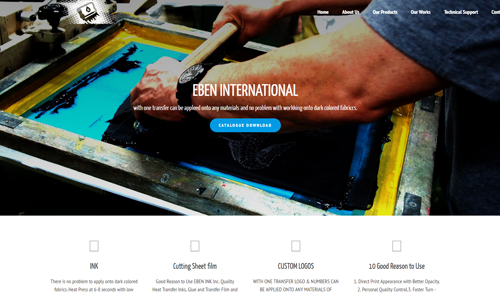 Home About Us Our Products Our Works Technical Support Cont
EBEN INTERNATIONAL
with one transfer can be appleed onto any materials and no problem with workking onto dark colored fabriccs.
CATALOGUE DOWNLOAD
INK
Cutting Sheet film
CUSTOM LOGOS
10 Good Reason to Use
There is no problem to apply onto dark colored
fabrics Heat Press at 6-8 seconds with low
Good Reason to Use EBEN INK Inc. Quality
Heat Transfer Inks, Glue and Transfer Film and
WITH ONE TRANSFER LOGO & NUMBERS CAN
BE APPLIED ONTO ANY MATERIALS OF
1. Direct Print Appearance with Better Opacity,
2. Personal Quality Control,3. Faster Turn –